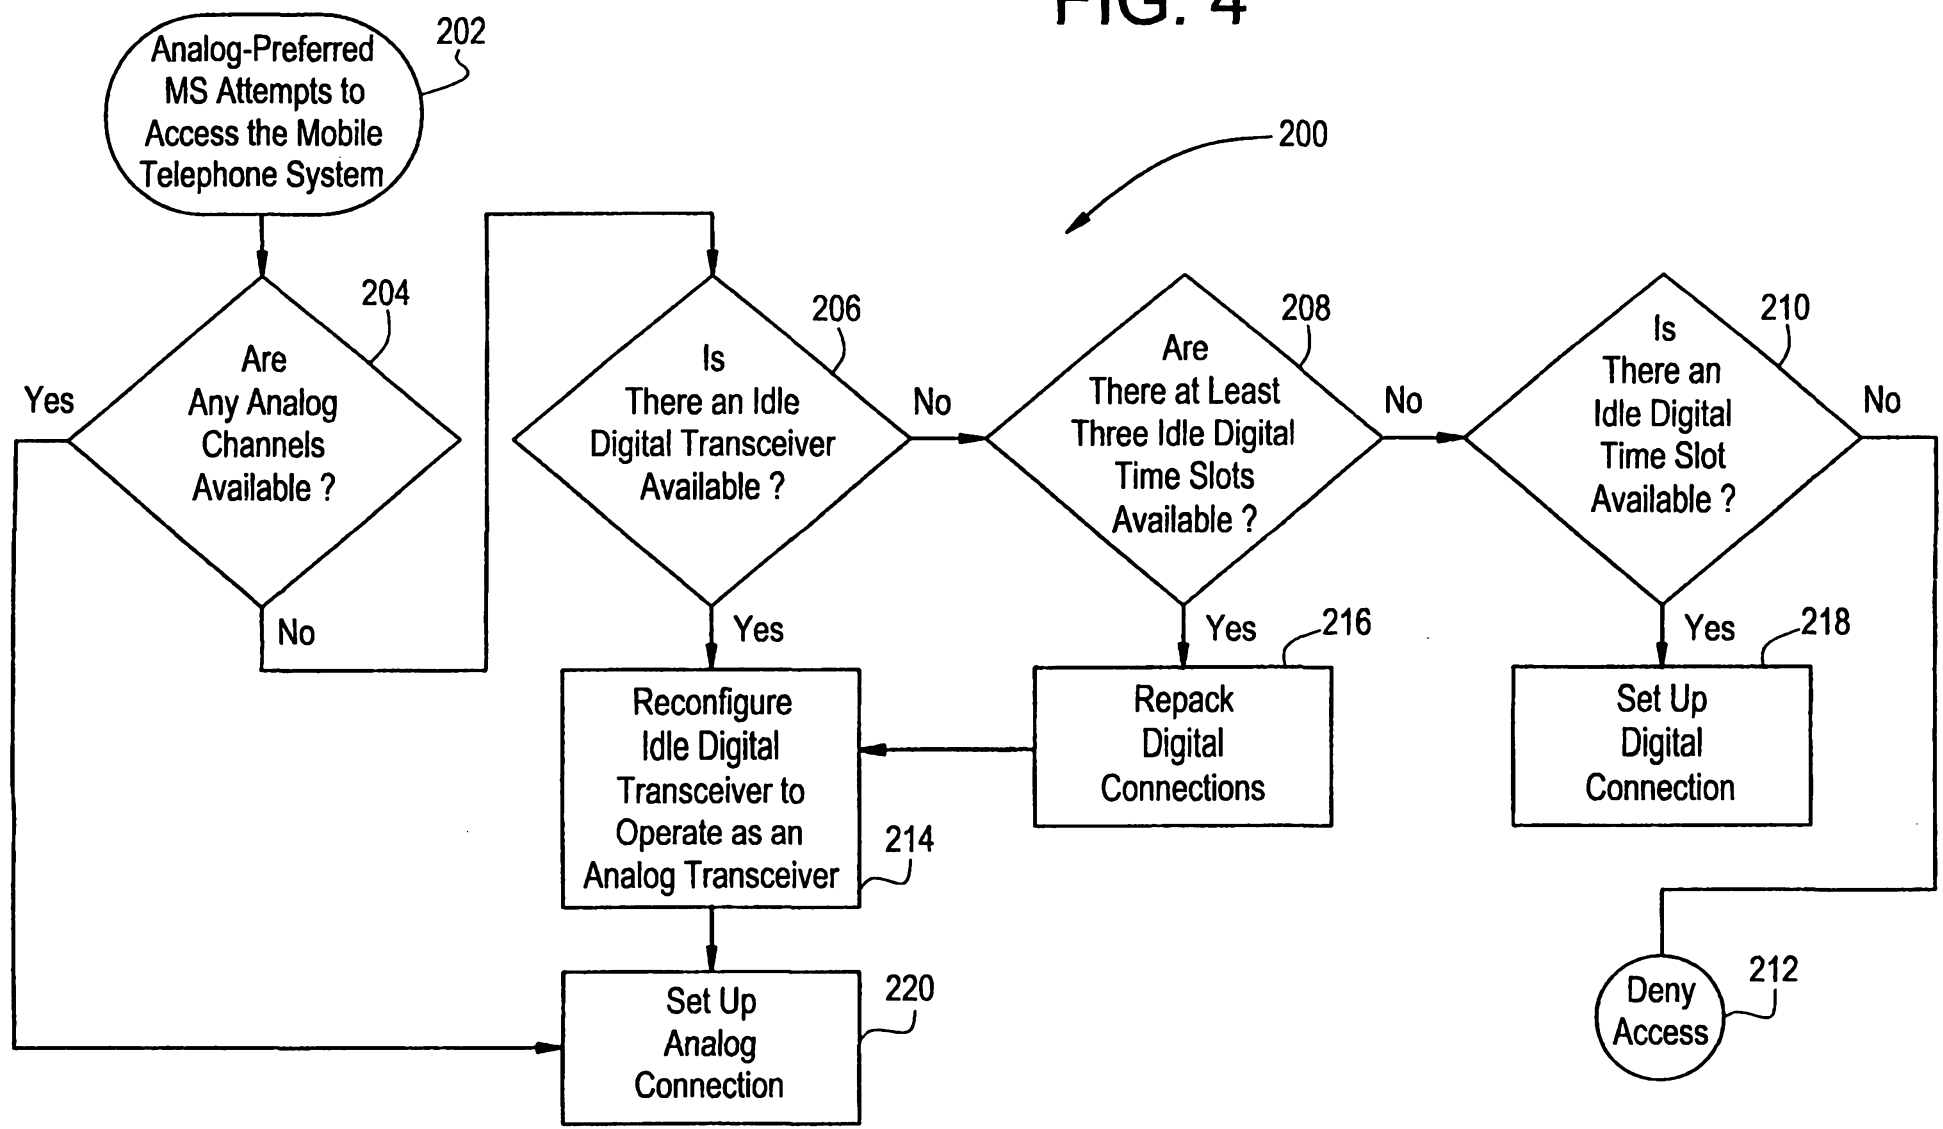 FIG. 4
Analog-Preferred
MS Attempts to
Access the Mobile
Telephone System
202
200
Are
Any Analog
Channels
Available ?
204
Yes
No
Is
There an Idle
Digital Transceiver
Available ?
206
No
Yes
Are
There at Least
Three Idle Digital
Time Slots
Available ?
208
No
Yes
Is
There an
Idle Digital
Time Slot
Available ?
210
No
Yes
Reconfigure
Idle Digital
Transceiver to
Operate as an
Analog Transceiver
214
Repack
Digital
Connections
216
Set Up
Digital
Connection
218
Set Up
Analog
Connection
220
Deny
Access
212